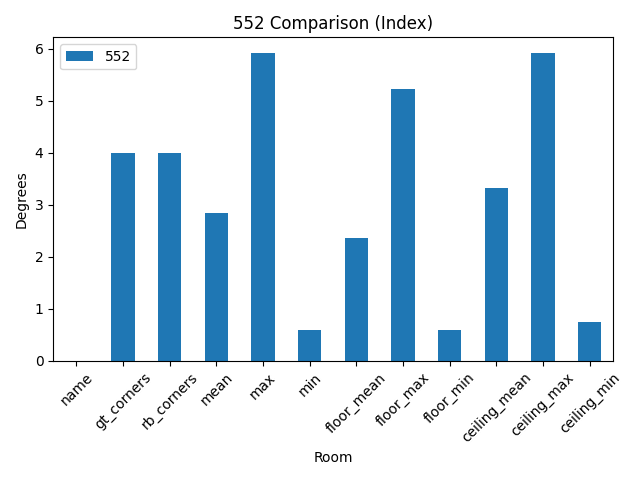 552 Comparison (Index)
552
Degrees
6
5
4
3
2
1
0
name
gt_corners
rb_corners
mean
max
min
floor_mean
floor_max
floor_min
ceiling_mean
ceiling_max
ceiling_min
Room